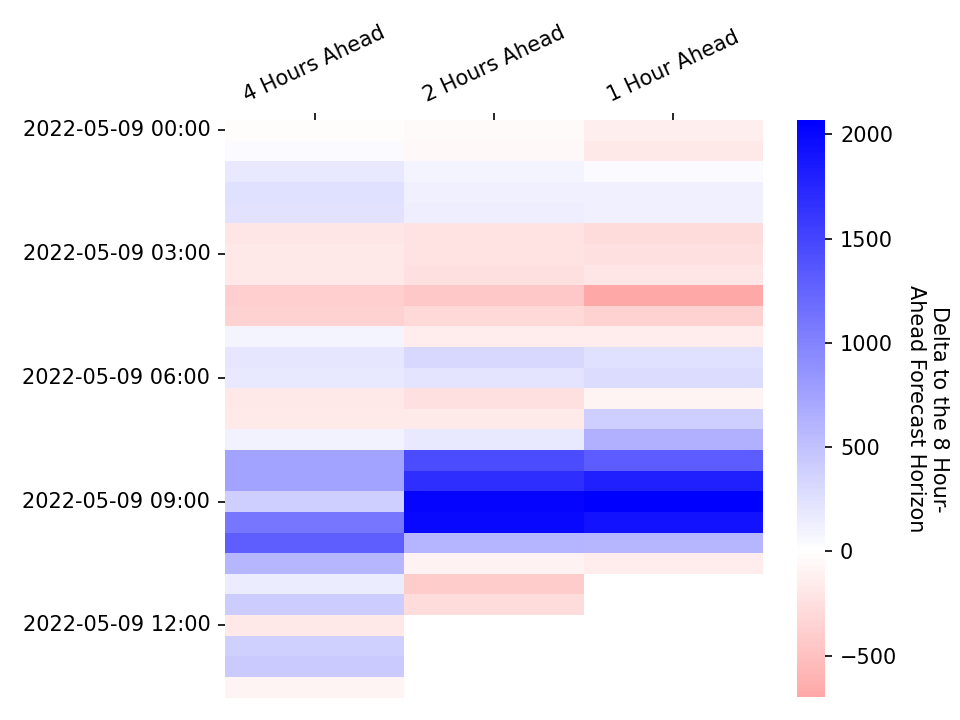 4 Hours Ahead
2 Hours Ahead
1 Hour Ahead
2022-05-09 00:00
2022-05-09 03:00
2022-05-09 06:00
2022-05-09 09:00
2022-05-09 12:00
2000
1500
1000
500
0
−500
Delta to the 8 Hour-
Ahead Forecast Horizon